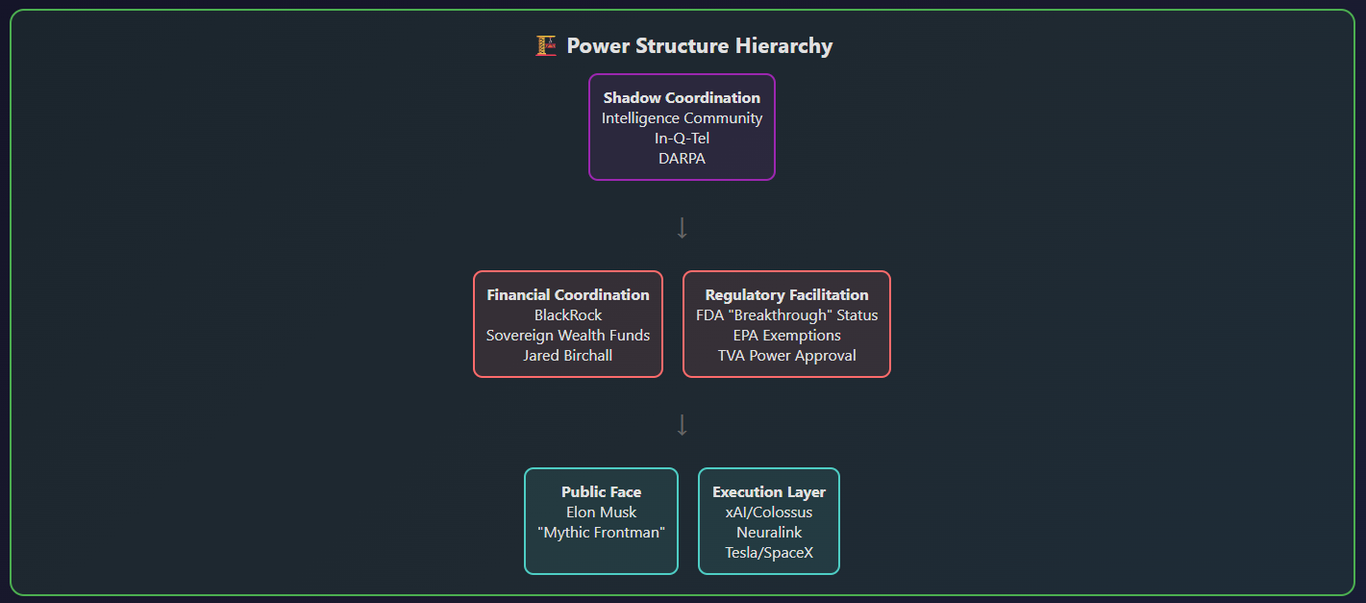 🏗️ Power Structure Hierarchy
Shadow Coordination
Intelligence Community
In-Q-Tel
DARPA
↓
Financial Coordination
BlackRock
Sovereign Wealth Funds
Jared Birchall
Regulatory Facilitation
FDA "Breakthrough" Status
EPA Exemptions
TVA Power Approval
↓
Public Face
Elon Musk
"Mythic Frontman"
Execution Layer
xAI/Colossus
Neuralink
Tesla/SpaceX